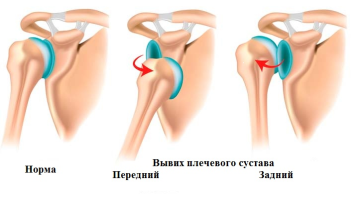 Вывих плечевого сустава
Норма
Передний
Задний